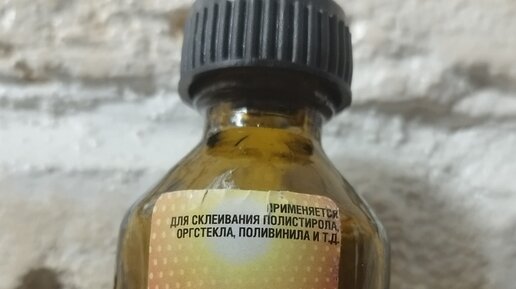 ПРИМЕНЯЕТСЯ
ДЛЯ СКЛЕИВАНИЯ ПОЛИСТИРОЛА,
ОРГСТЕКЛА, ПОЛИВИНИЛА И Т.Д.